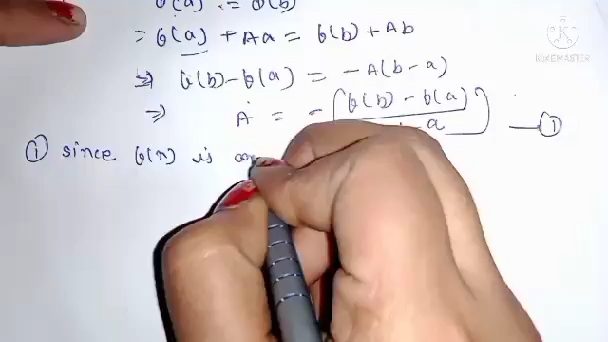 = f(a) + Aa = f(b) + Ab
⇒ f(b) - f(a) = -A(b-a)
⇒ A = -[f(b) - f(a) / - a] —①
① since f(x) is
KINEMASTER